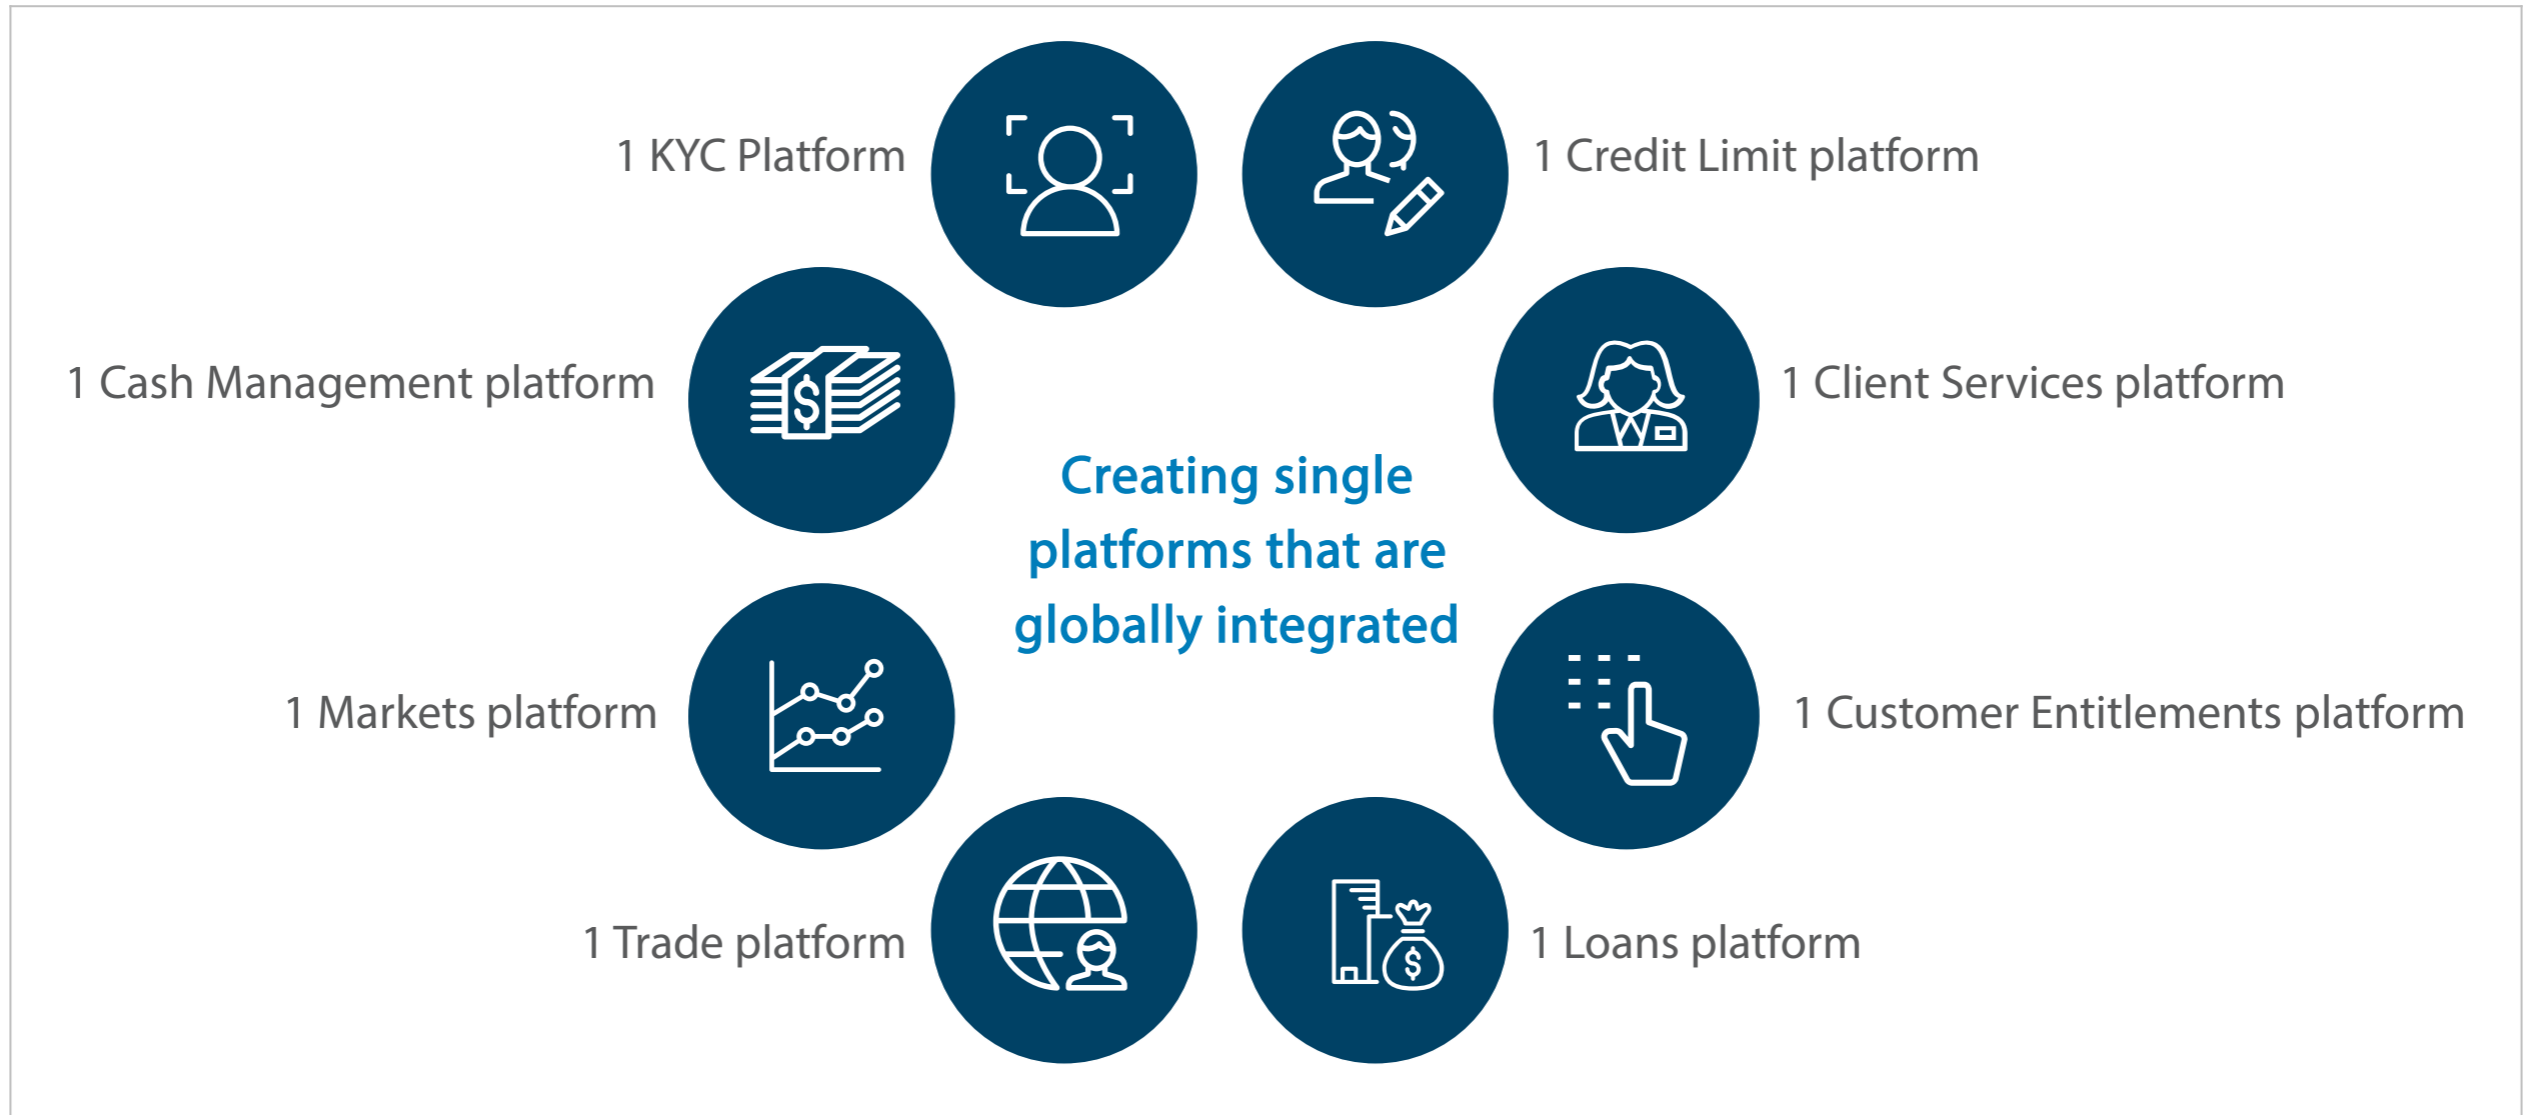 1 KYC Platform
1 Credit Limit platform
1 Cash Management platform
1 Client Services platform
Creating single
platforms that are
globally integrated
1 Markets platform
1 Customer Entitlements platform
1 Trade platform
1 Loans platform
$
$